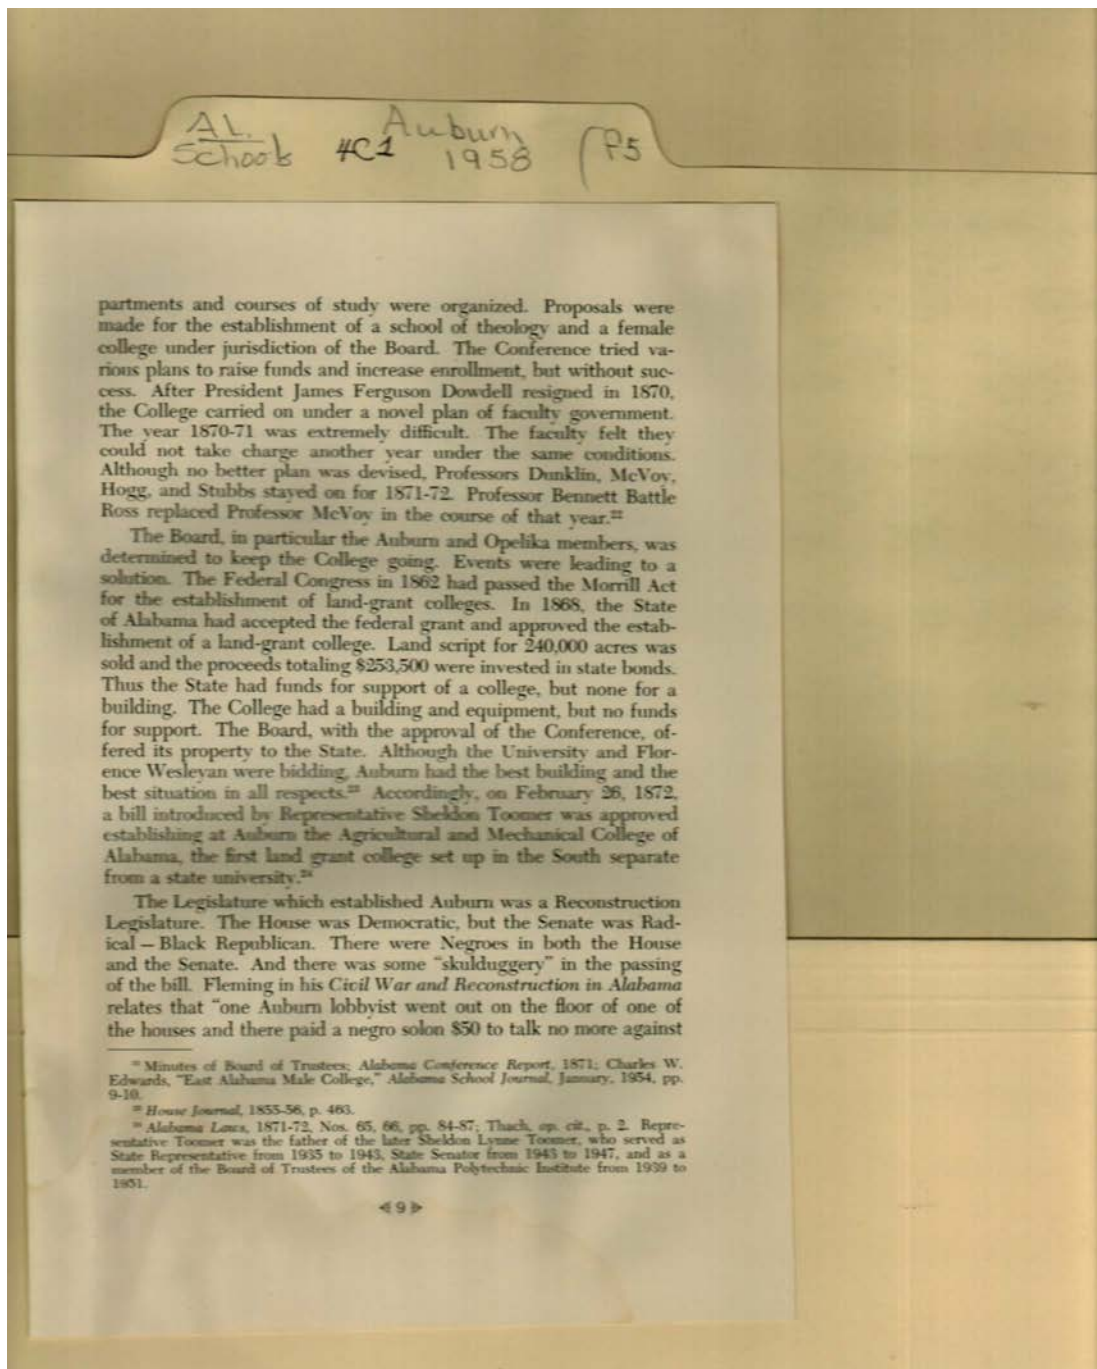 AL. Schools 4C1 Auburn 1958 P5
partments and courses of study were organized. Proposals were
made for the establishment of a school of theology and a female
college under jurisdiction of the Board. The Conference tried va-
rious plans to raise funds and increase enrollment, but without suc-
cess. After President James Ferguson Dowdell resigned in 1870,
the College carried on under a novel plan of faculty government.
The year 1870-71 was extremely difficult. The faculty felt they
could not take charge another year under the same conditions.
Although no better plan was devised, Professors Dunklin, McVoy,
Hogg, and Stubbs stayed on for 1871-72. Professor Bennett Battle
Ross replaced Professor McVoy in the course of that year.²²
The Board, in particular the Auburn and Opelika members, was
determined to keep the College going. Events were leading to a
solution. The Federal Congress in 1862 had passed the Morrill Act
for the establishment of land-grant colleges. In 1868, the State
of Alabama had accepted the federal grant and approved the estab-
lishment of a land-grant college. Land script for 240,000 acres was
sold and the proceeds totaling $253,500 were invested in state bonds.
Thus the State had funds for support of a college, but none for a
building. The College had a building and equipment, but no funds
for support. The Board, with the approval of the Conference, of-
fered its property to the State. Although the University and Flor-
ence Wesleyan were bidding, Auburn had the best building and the
best situation in all respects.²³ Accordingly, on February 26, 1872,
a bill introduced by Representative Sheldon Toomer was approved
establishing at Auburn the Agricultural and Mechanical College of
Alabama, the first land grant college set up in the South separate
from a state university.²⁴
The Legislature which established Auburn was a Reconstruction
Legislature. The House was Democratic, but the Senate was Rad-
ical — Black Republican. There were Negroes in both the House
and the Senate. And there was some "skulduggery" in the passing
of the bill. Fleming in his Civil War and Reconstruction in Alabama
relates that "one Auburn lobbyist went out on the floor of one of
the houses and there paid a negro solon $50 to talk no more against
²² Minutes of Board of Trustees; Alabama Conference Report, 1871; Charles W.
Edwards, "East Alabama Male College," Alabama School Journal, January, 1954, pp.
9-10.
²³ House Journal, 1855-56, p. 463.
²⁴ Alabama Laws, 1871-72, Nos. 65, 66, pp. 84-87; Thach, op. cit., p. 2. Repre-
sentative Toomer was the father of the later Sheldon Lynne Toomer, who served as
State Representative from 1935 to 1943, State Senator from 1943 to 1947, and as a
member of the Board of Trustees of the Alabama Polytechnic Institute from 1939 to
1951.
◄ 9 ►